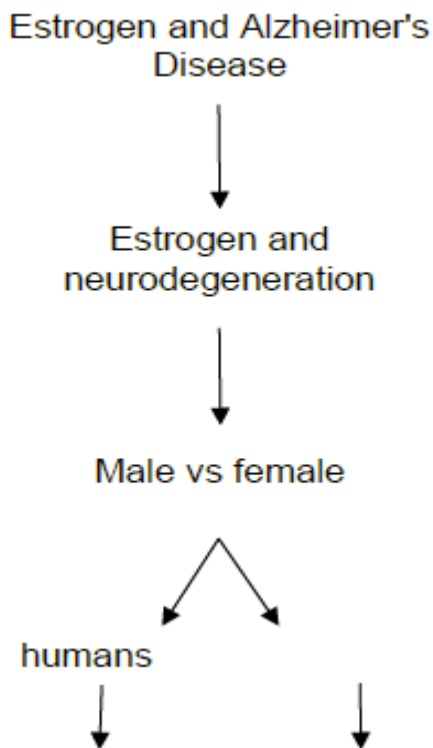 Estrogen and Alzheimer's
Disease
Estrogen and
neurodegeneration
Male vs female
humans